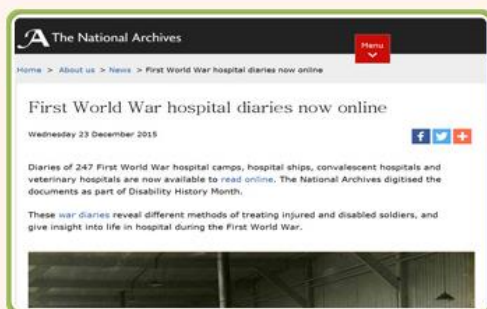 The National Archives
Menu
Home > About us > News > First World War hospital diaries now online
First World War hospital diaries now online
Wednesday 23 December 2015
Diaries of 247 First World War hospital camps, hospital ships, convalescent hospitals and
veterinary hospitals are now available to read online. The National Archives digitised the
documents as part of Disability History Month.
These war diaries reveal different methods of treating injured and disabled soldiers, and
give insight into life in hospital during the First World War.